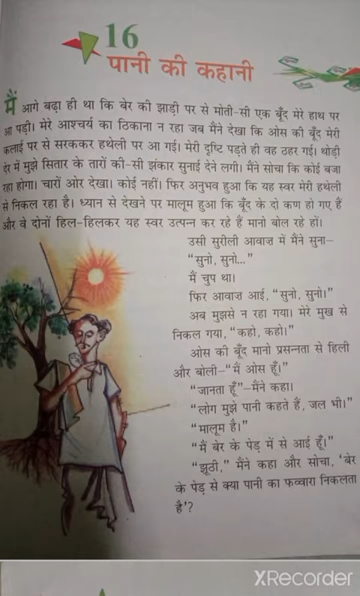 16
पानी की कहानी
मैं आगे बढ़ा ही था कि बेर की झाड़ी पर से मोती-सी एक बूँद मेरे हाथ पर
आ पड़ी। मेरे आश्चर्य का ठिकाना न रहा जब मैंने देखा कि ओस की बूँद मेरी
कलाई पर से सरककर हथेली पर आ गई। मेरी दृष्टि पड़ते ही वह ठहर गई। थोड़ी
देर में मुझे सितार के तारों की-सी झंकार सुनाई देने लगी। मैंने सोचा कि कोई बजा
रहा होगा। चारों ओर देखा। कोई नहीं। फिर अनुभव हुआ कि यह स्वर मेरी हथेली
से निकल रहा है। ध्यान से देखने पर मालूम हुआ कि बूँद के दो कण हो गए हैं
और वे दोनों हिल-हिलकर यह स्वर उत्पन्न कर रहे हैं मानो बोल रहे हों।
उसी सुरीली आवाज़ में मैंने सुना–
“सुनो, सुनो...”
मैं चुप था।
फिर आवाज़ आई, “सुनो, सुनो।”
अब मुझसे न रहा गया। मेरे मुख से
निकल गया, “कहो, कहो।”
ओस की बूँद मानो प्रसन्नता से हिली
और बोली–“मैं ओस हूँ।”
“जानता हूँ”–मैंने कहा।
“लोग मुझे पानी कहते हैं, जल भी।”
“मालूम है।”
“मैं बेर के पेड़ में से आई हूँ।”
“झूठी,” मैंने कहा और सोचा, ‘बेर
के पेड़ से क्या पानी का फव्वारा निकलता
है’?
XRecorder